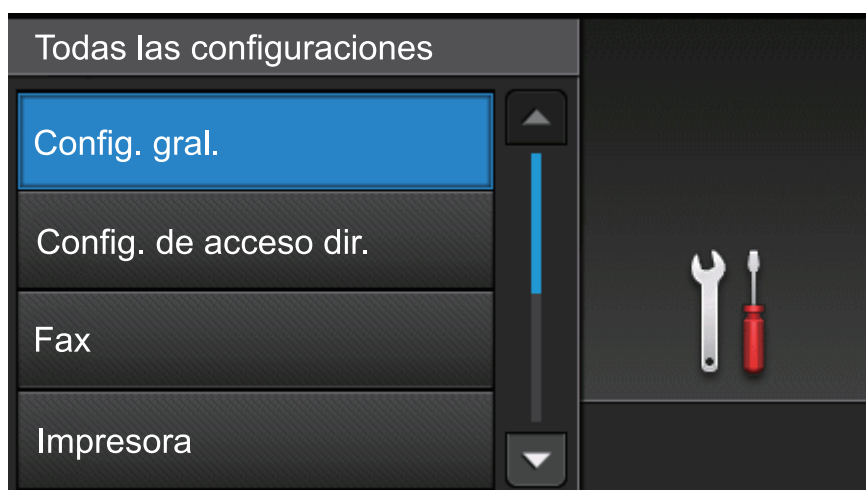 Todas las configuraciones
Config. gral.
Config. de acceso dir.
Fax
Impresora